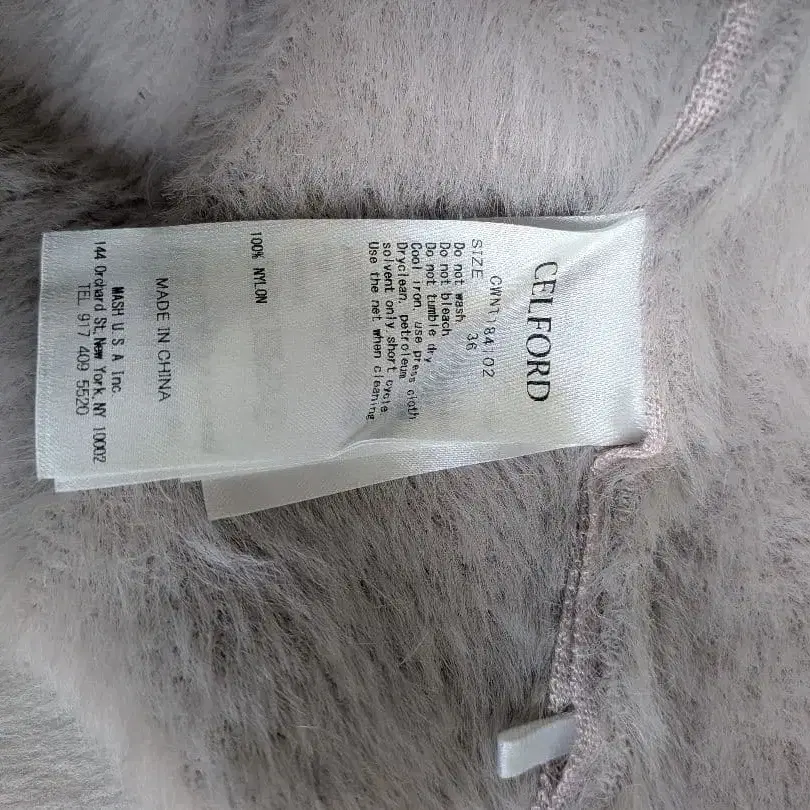 CELFORD
CWNT184102
SIZE 36
Do not wash
Do not bleach
Do not tumble dry
Cool iron, use press cloth
Dryclean, petroleum
solvent only,short cycle
Use the net when cleaning
100% NYLON
MADE IN CHINA
MASH U.S.A Inc.
144 Orchard St.New York,NY 10002
TEL 917 409 5520